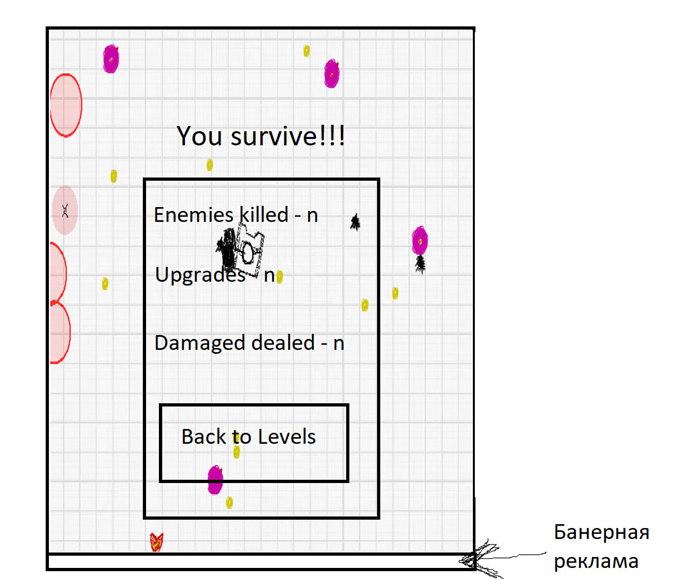 You survive!!!
Enemies killed - n
Upgrades - n
Damaged dealed - n
Back to Levels
Банерная
реклама